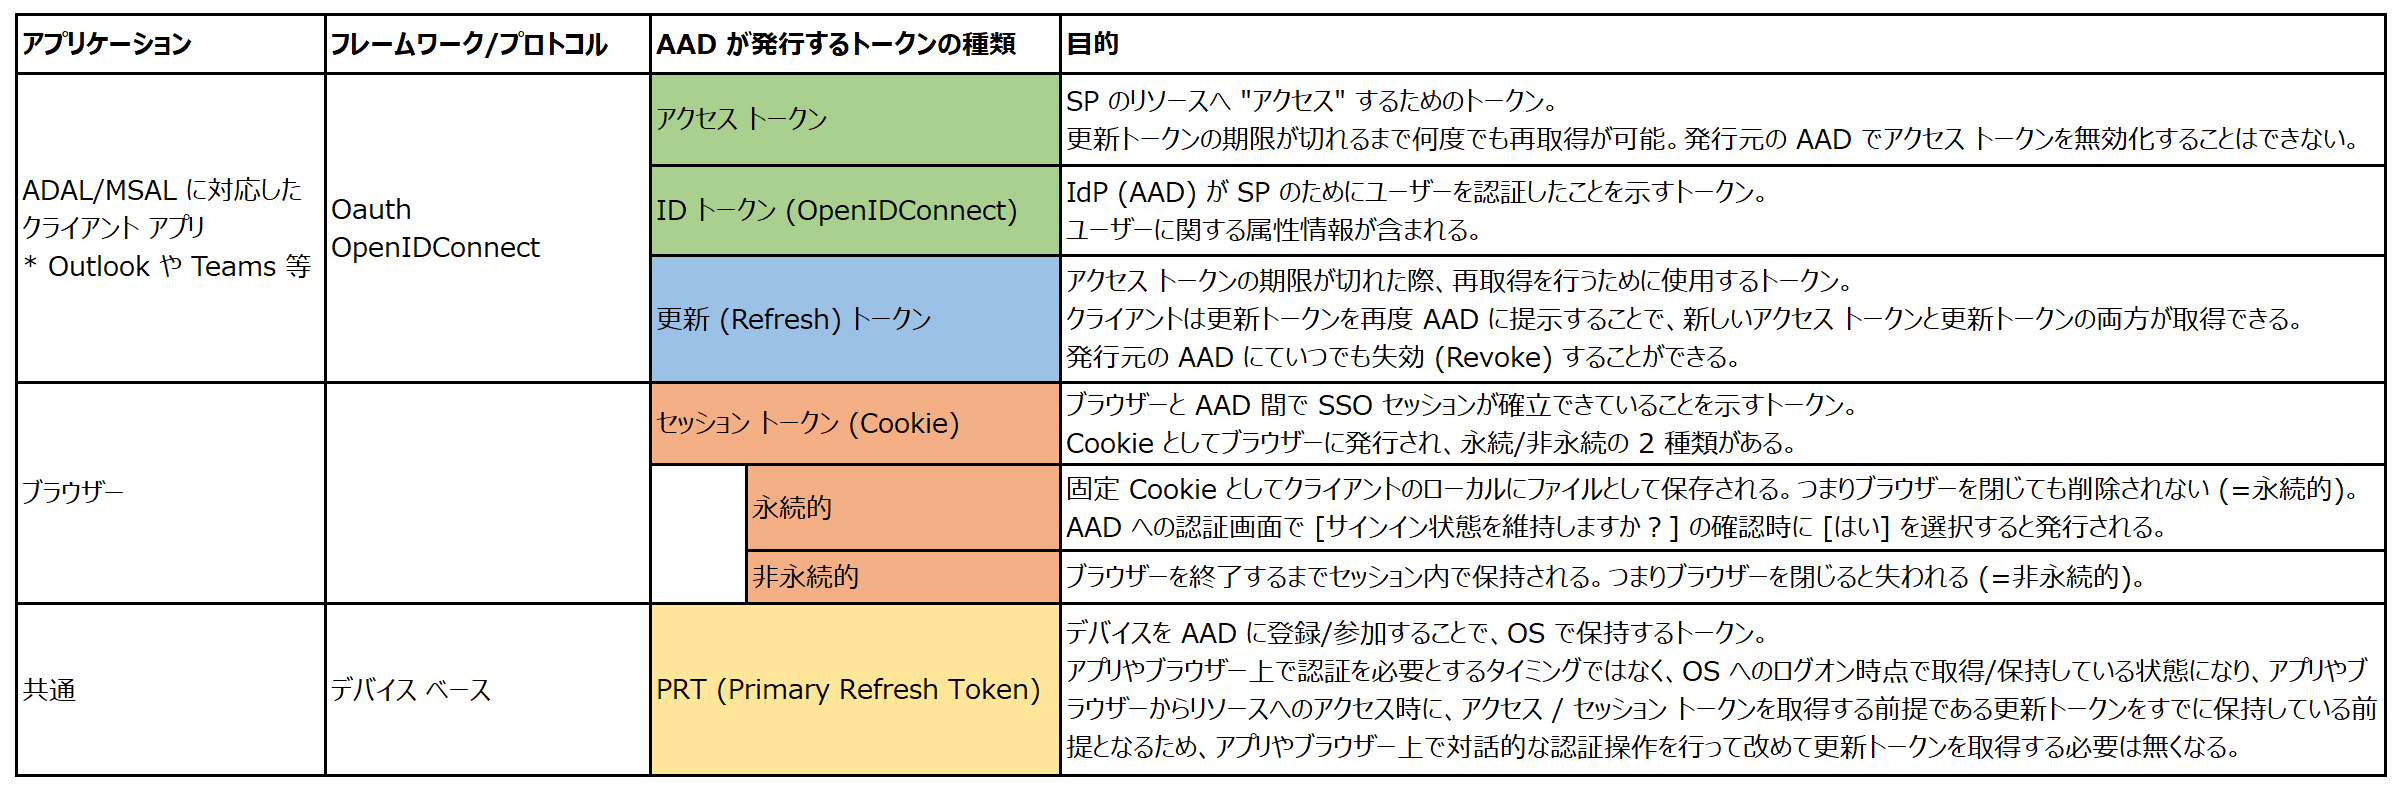 アプリケーション
フレームワーク/プロトコル
AAD が発行するトークンの種類
目的
ADAL/MSAL に対応した
クライアント アプリ
* Outlook や Teams 等
Oauth
OpenIDConnect
アクセス トークン
SP のリソースへ "アクセス" するためのトークン。
更新トークンの期限が切れるまで何度でも再取得が可能。発行元の AAD でアクセス トークンを無効化することはできない。
ID トークン (OpenIDConnect)
IdP (AAD) が SP のためにユーザーを認証したことを示すトークン。
ユーザーに関する属性情報が含まれる。
更新 (Refresh) トークン
アクセス トークンの期限が切れた際、再取得を行うために使用するトークン。
クライアントは更新トークンを再度 AAD に提示することで、新しいアクセス トークンと更新トークンの両方が取得できる。
発行元の AAD にていつでも失効 (Revoke) することができる。
ブラウザー
セッション トークン (Cookie)
ブラウザーと AAD 間で SSO セッションが確立できていることを示すトークン。
Cookie としてブラウザーに発行され、永続/非永続の 2 種類がある。
永続的
固定 Cookie としてクライアントのローカルにファイルとして保存される。つまりブラウザーを閉じても削除されない (=永続的)。
AAD への認証画面で [サインイン状態を維持しますか？] の確認時に [はい] を選択すると発行される。
非永続的
ブラウザーを終了するまでセッション内で保持される。つまりブラウザーを閉じると失われる (=非永続的)。
共通
デバイス ベース
PRT (Primary Refresh Token)
デバイスを AAD に登録/参加することで、OS で保持するトークン。
アプリやブラウザー上で認証を必要とするタイミングではなく、OS へのログオン時点で取得/保持している状態になり、アプリやブ
ラウザーからリソースへのアクセス時に、アクセス / セッション トークンを取得する前提である更新トークンをすでに保持している前
提となるため、アプリやブラウザー上で対話的な認証操作を行って改めて更新トークンを取得する必要は無くなる。